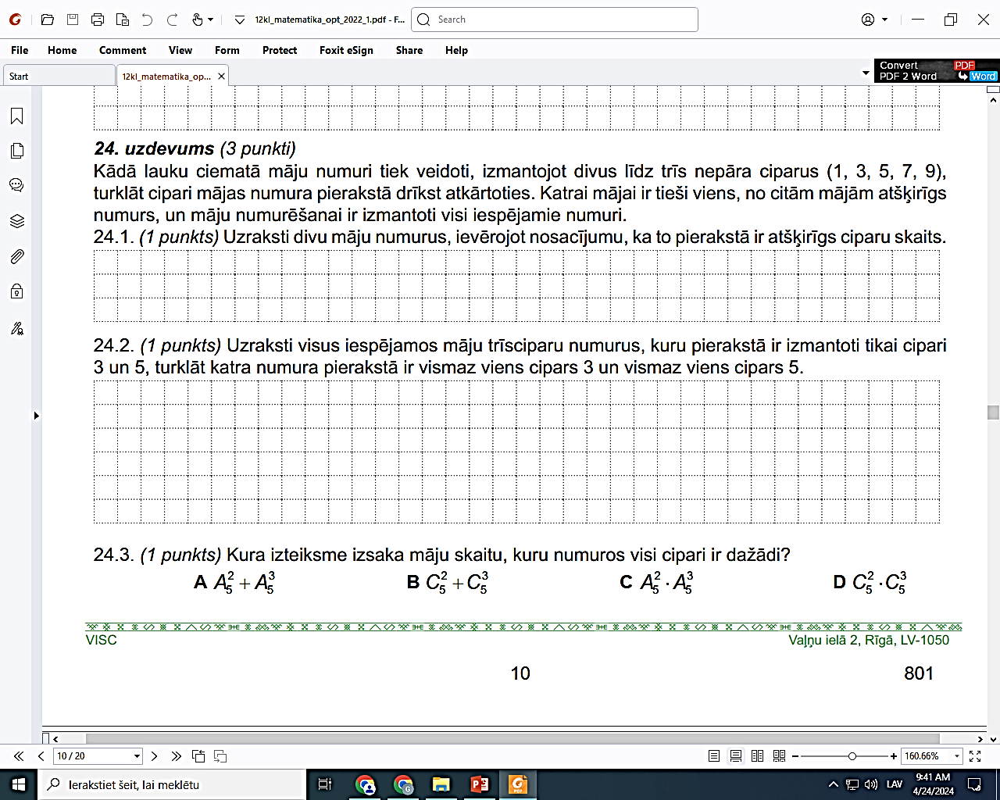 12kl_matematika_opt_2022_1.pdf - F...
Search
File Home Comment View Form Protect Foxit eSign Share Help
Start
12kl_matematika_op...
Convert PDF
PDF 2 Word Word
24. uzdevums (3 punkti)
Kādā lauku ciematā māju numuri tiek veidoti, izmantojot divus līdz trīs nepāra ciparus (1, 3, 5, 7, 9),
turklāt cipari mājas numura pierakstā drīkst atkārtoties. Katrai mājai ir tieši viens, no citām mājām atšķirīgs
numurs, un māju numurēšanai ir izmantoti visi iespējamie numuri.
24.1. (1 punkts) Uzraksti divu māju numurus, ievērojot nosacījumu, ka to pierakstā ir atšķirīgs ciparu skaits.
24.2. (1 punkts) Uzraksti visus iespējamos māju trīsciparu numurus, kuru pierakstā ir izmantoti tikai cipari
3 un 5, turklāt katra numura pierakstā ir vismaz viens cipars 3 un vismaz viens cipars 5.
24.3. (1 punkts) Kura izteiksme izsaka māju skaitu, kuru numuros visi cipari ir dažādi?
A $A_5^2 + A_5^3$ B $C_5^2 + C_5^3$ C $A_5^2 \cdot A_5^3$ D $C_5^2 \cdot C_5^3$
VISC
Vaļņu ielā 2, Rīgā, LV-1050
10
801
10 / 20
160.66%
Ierakstiet šeit, lai meklētu
LAV
9:41 AM
4/24/2024